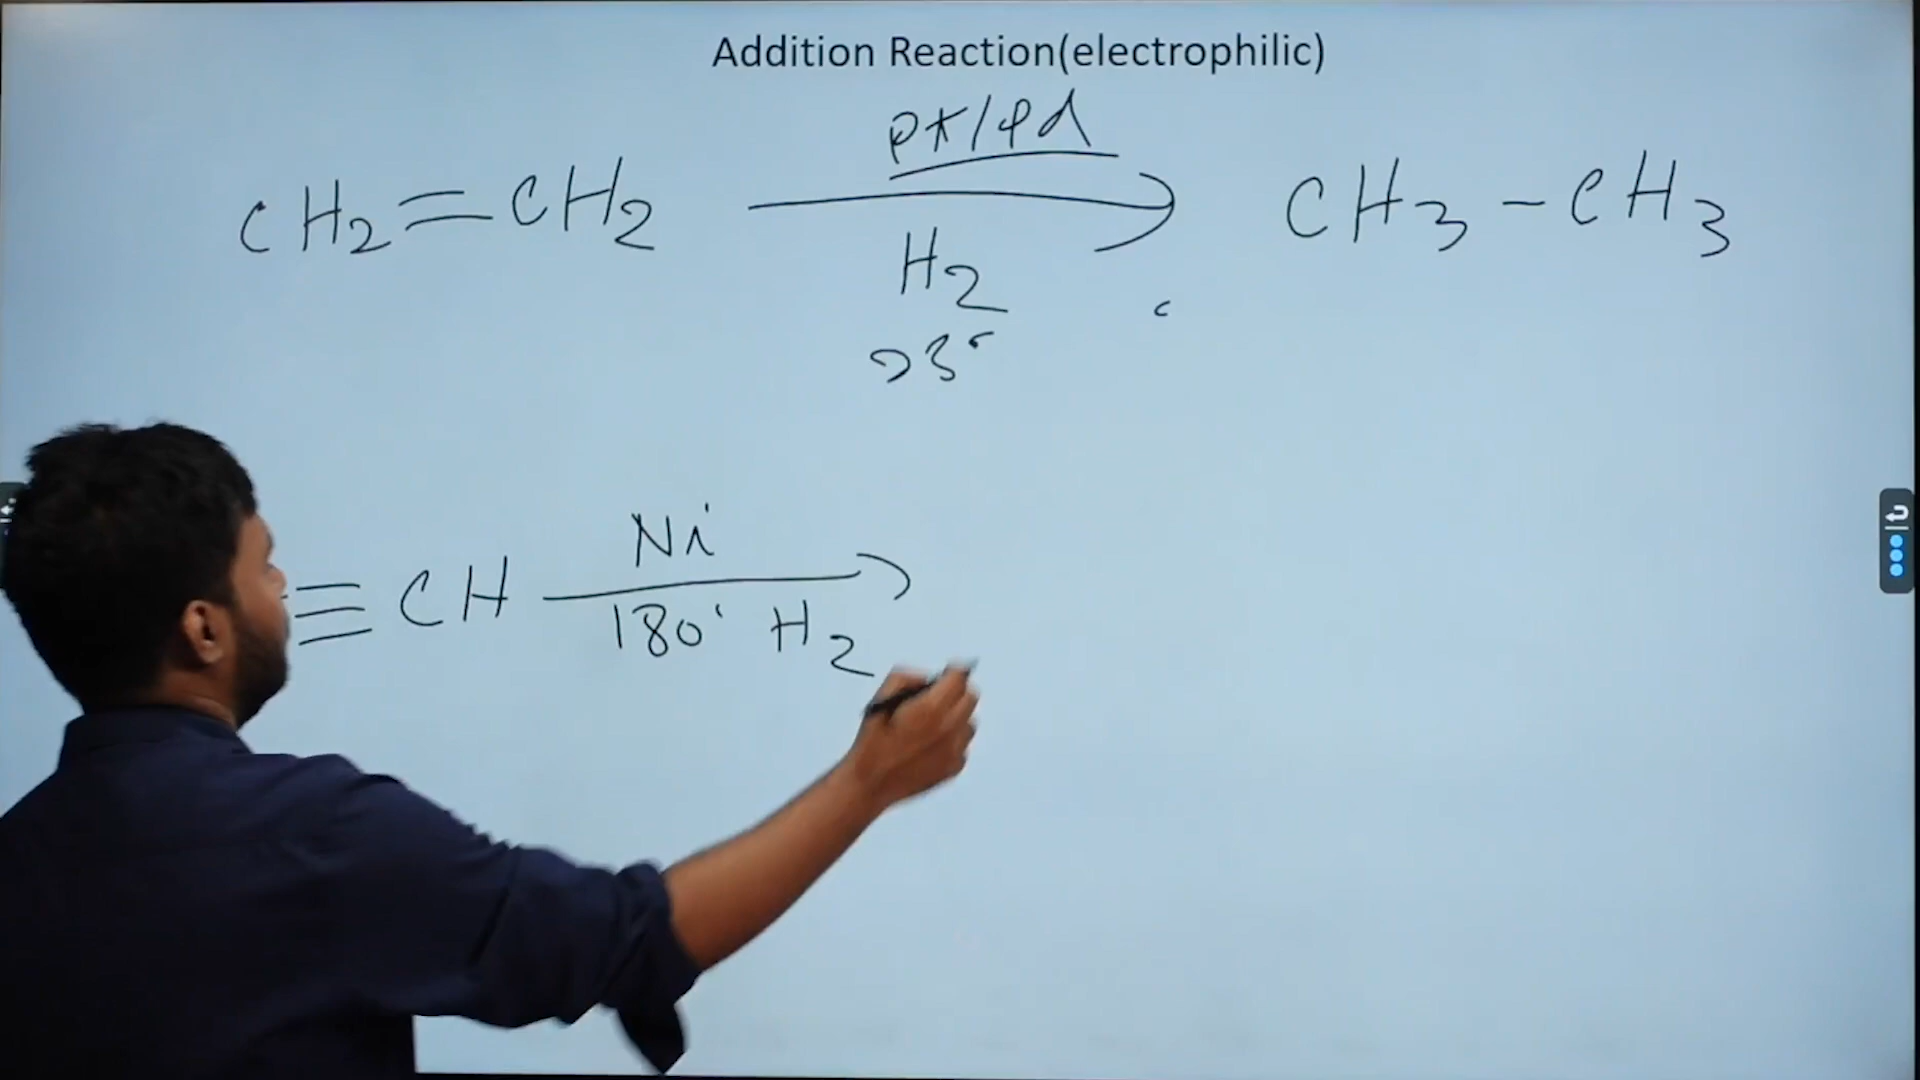 Addition Reaction(electrophilic)
pt/pd
CH2=CH2 → CH3-CH3
H2
Ni
≡CH →
180° H2